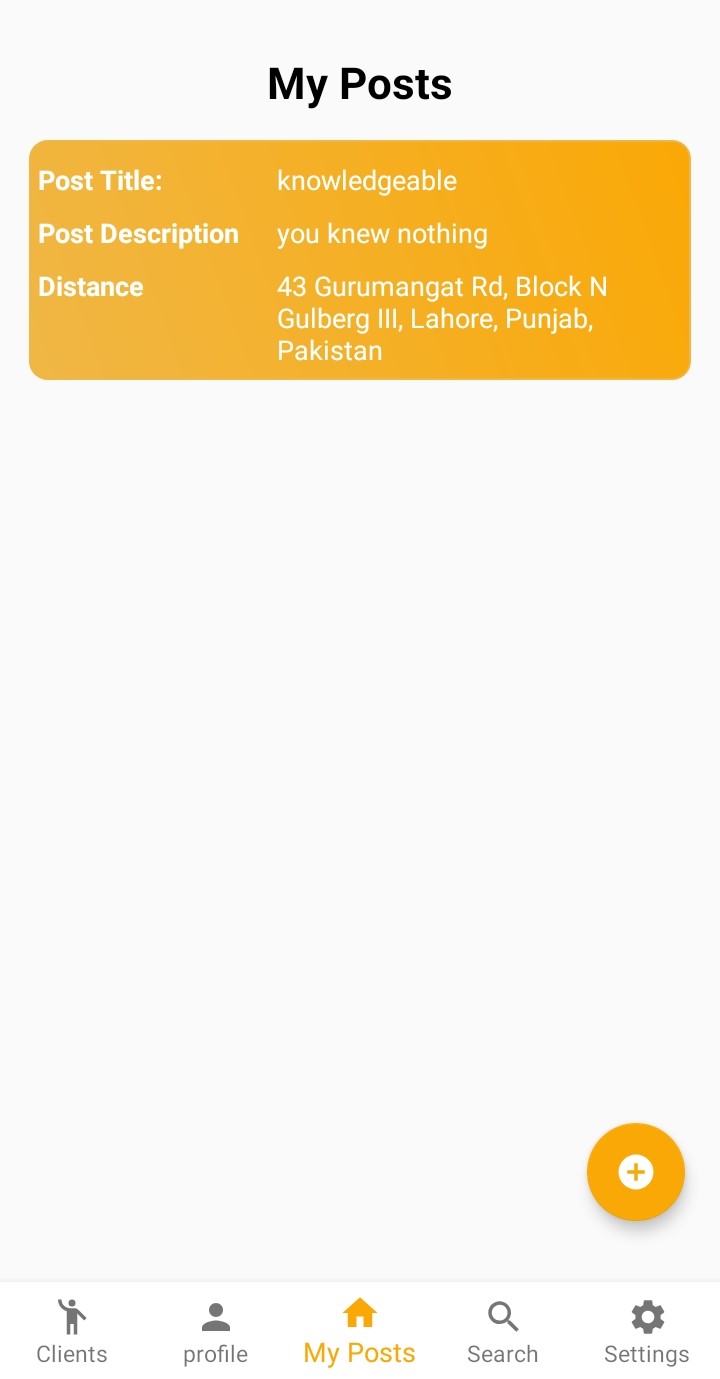 My Posts
Post Title: knowledgeable
Post Description you knew nothing
Distance 43 Gurumangat Rd, Block N
Gulberg III, Lahore, Punjab,
Pakistan
Clients profile My Posts Search Settings